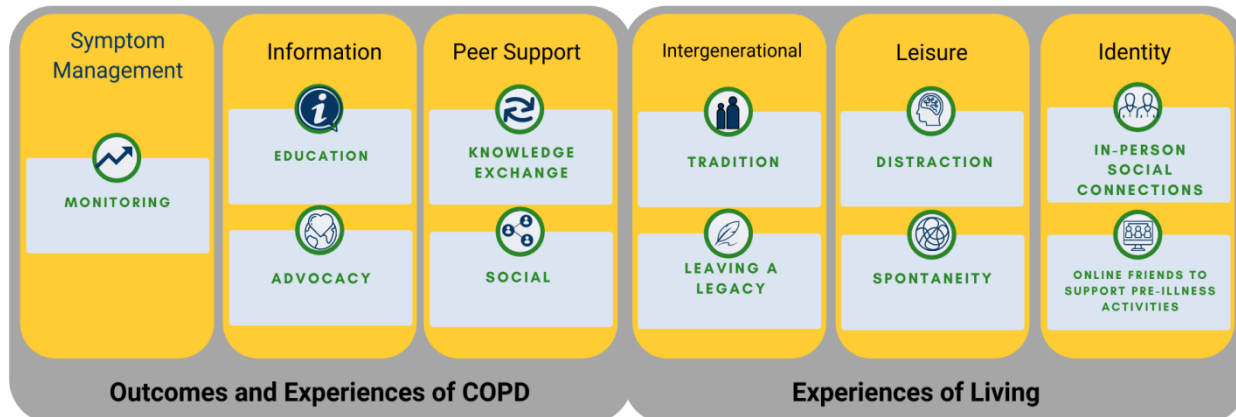 Symptom
Management
MONITORING
Information
EDUCATION
ADVOCACY
Peer Support
KNOWLEDGE
EXCHANGE
SOCIAL
Intergenerational
TRADITION
LEAVING A
LEGACY
Leisure
DISTRACTION
SPONTANEITY
Identity
IN-PERSON
SOCIAL
CONNECTIONS
ONLINE FRIENDS TO
SUPPORT PRE-ILLNESS
ACTIVITIES
Outcomes and Experiences of COPD
Experiences of Living